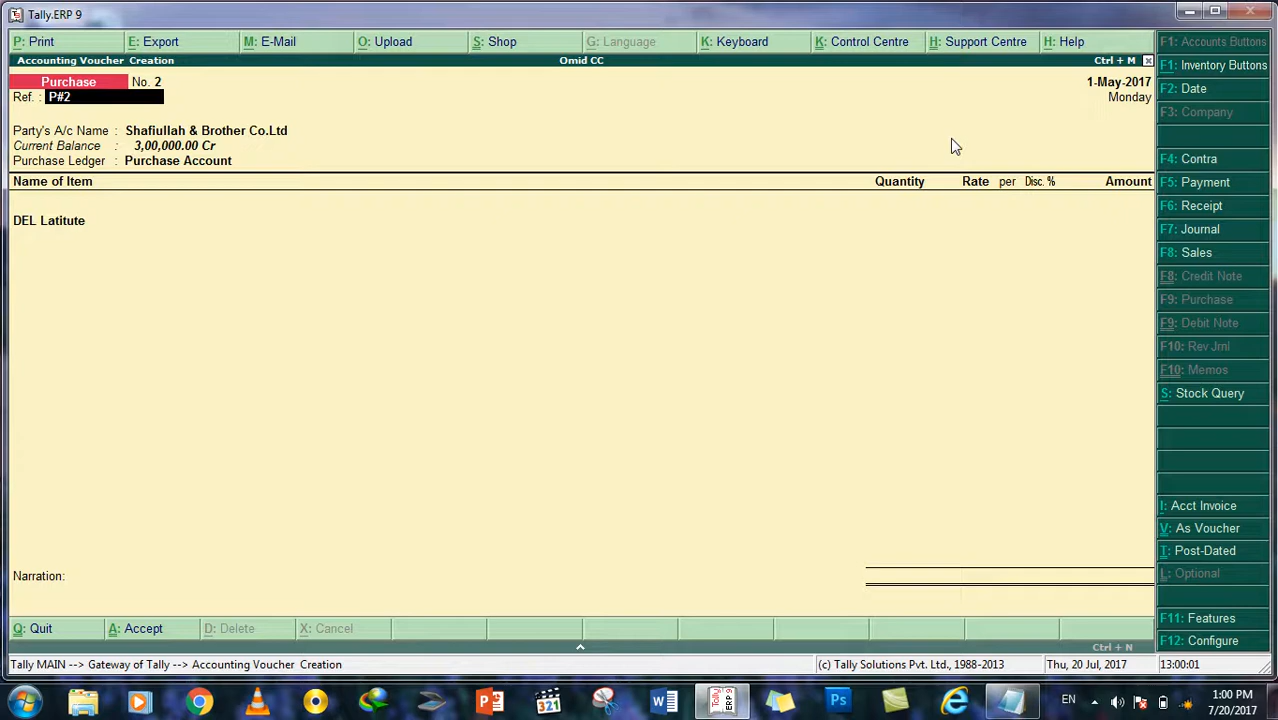 Tally.ERP 9
P: Print E: Export M: E-Mail O: Upload S: Shop G: Language K: Keyboard K: Control Centre H: Support Centre H: Help
Accounting Voucher Creation Omid CC Ctrl + M
Purchase No. 2 1-May-2017
Ref. : P#2 Monday
Party's A/c Name : Shafiullah & Brother Co.Ltd
Current Balance : 3,00,000.00 Cr
Purchase Ledger : Purchase Account
Name of Item Quantity Rate per Disc. % Amount
DEL Latitute
Narration:
Q: Quit A: Accept D: Delete X: Cancel
Ctrl + N
F1: Accounts Buttons
F1: Inventory Buttons
F2: Date
F3: Company
F4: Contra
F5: Payment
F6: Receipt
F7: Journal
F8: Sales
F8: Credit Note
F9: Purchase
F9: Debit Note
F10: Rev Jrnl
F10: Memos
S: Stock Query
I: Acct Invoice
V: As Voucher
T: Post-Dated
L: Optional
F11: Features
F12: Configure
Tally MAIN --> Gateway of Tally --> Accounting Voucher Creation (c) Tally Solutions Pvt. Ltd., 1988-2013 Thu, 20 Jul, 2017 13:00:01
321 W Tally.ERP 9 Ps EN 1:00 PM
7/20/2017